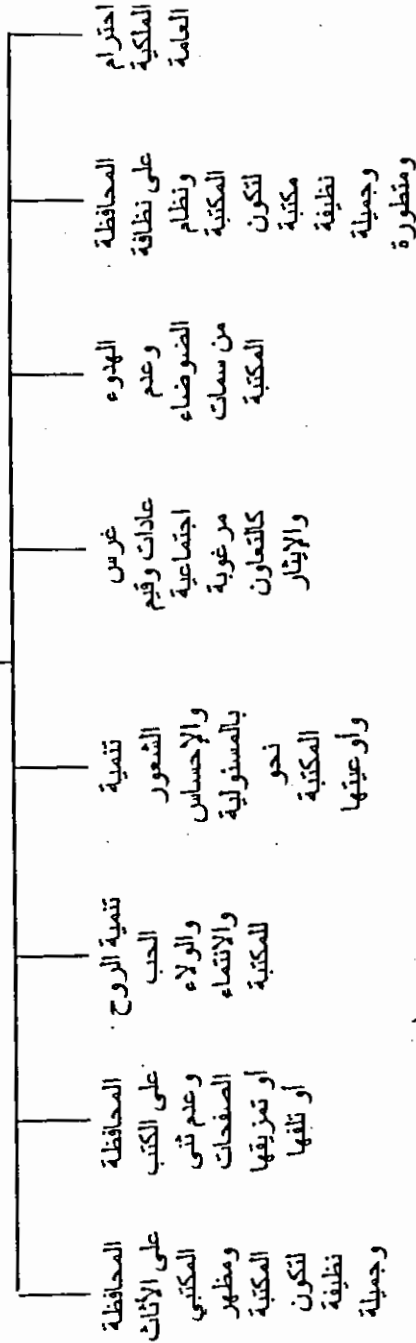 احترام
الملكية
العامة
المحافظة
على نظافة
ونظام
المكتبة
لتكون
مكتبة
نظيفة
وجميلة
ومتطورة
الهدوء
وعدم
الضوضاء
من سمات
المكتبة
غرس
عادات وقيم
اجتماعية
مرغوبة
كالتعاون
والإيثار
تنمية
الشعور
والإحساس
بالمسئولية
نحو
المكتبة
وأوعيتها
تنمية الروح
الحب
والولاء
والانتماء
للمكتبة
المحافظة
على الكتب
وعدم ثنى
الصفحات
أو تمزيقها
أو تلفها
المحافظة
على الأثاث
المكتبي
ومظهر
المكتبة
لتكون
نظيفة
وجميلة